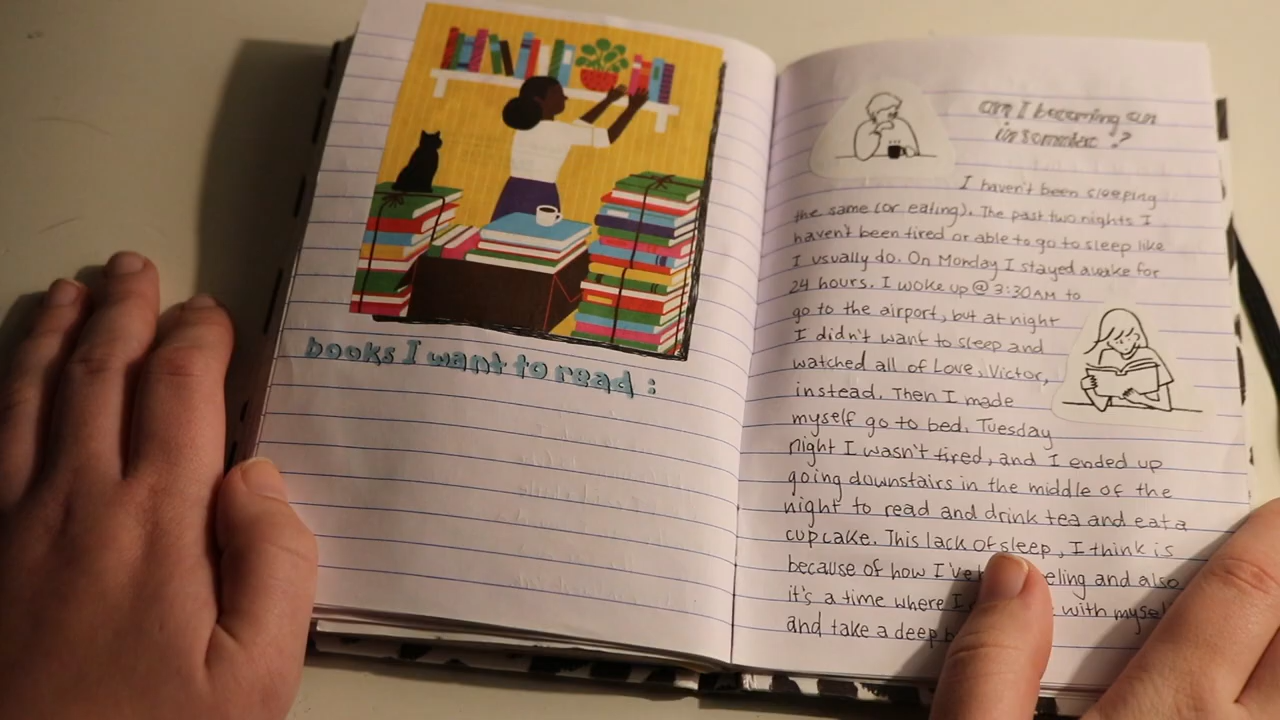 books I want to read :
am I becoming an
insomniac ?
I haven't been sleeping
the same (or eating). The past two nights I
haven't been tired or able to go to sleep like
I usually do. On Monday I stayed awake for
24 hours. I woke up @ 3:30AM to
go to the airport, but at night
I didn't want to sleep and
watched all of Love, Victor,
instead. Then I made
myself go to bed. Tuesday
night I wasn't tired, and I ended up
going downstairs in the middle of the
night to read and drink tea and eat a
cupcake. This lack of sleep, I think is
because of how I've and also
it's a time where I with
and take a deep